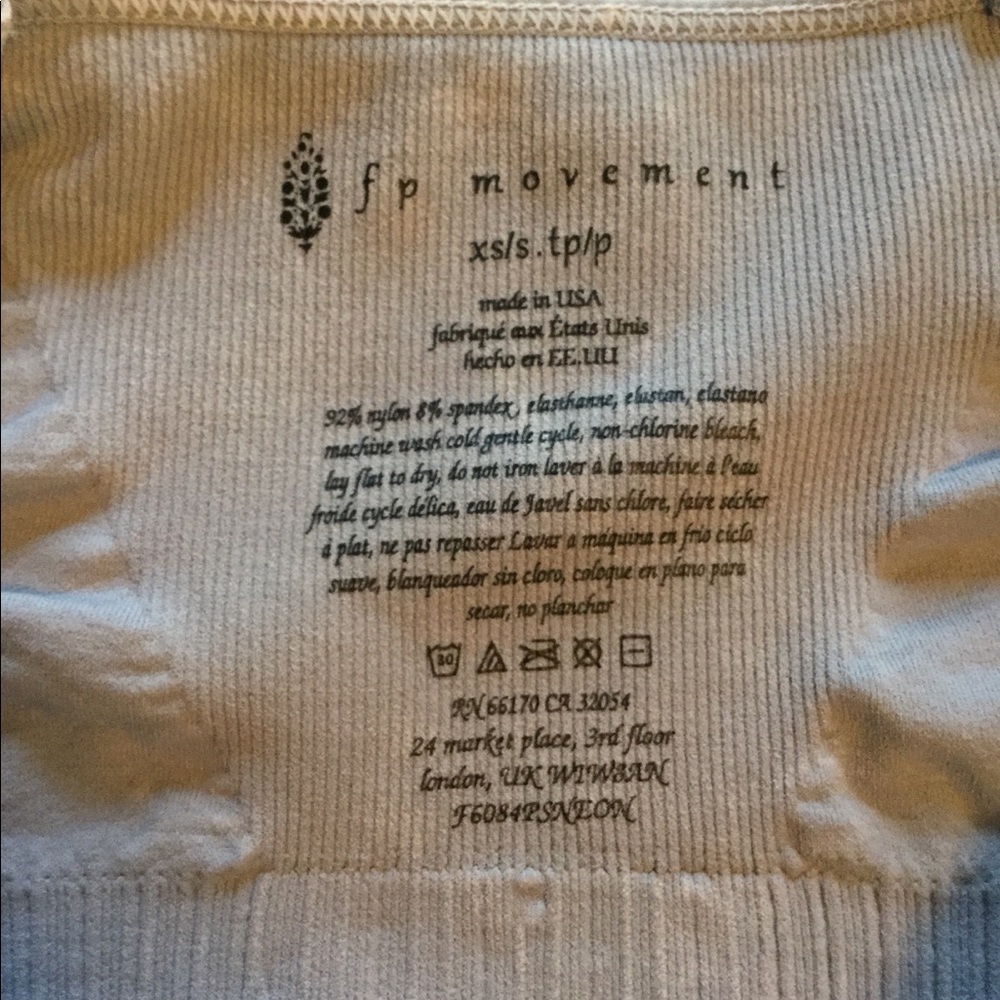 fp movement
xs/s.tp/p
made in USA
fabriqué aux États Unis
hecho en EE.UU
92% nylon 8% spandex, elasthanne, elustan, elastano
machine wash cold gentle cycle, non-chlorine bleach,
lay flat to dry, do not iron laver à la machine à l'eau
froide cycle délica, eau de Javel sans chlore, faire sécher
à plat, ne pas repasser Lavar a máquina en frio ciclo
suave, blanqueador sin cloro, coloque en plano para
secar, no planchar
30
RN 66170 CA 32054
24 market place, 3rd floor
london, UK W1W8AN
F6084PSNEON